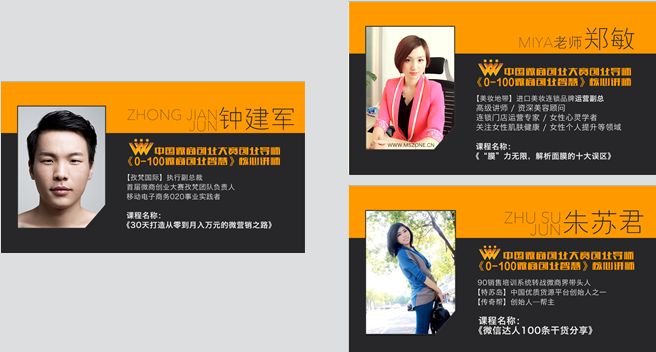 ZHONG JIAN JUN 钟建军
中国微商创业大赛创业导师
《0-100微商创业智慧》核心讲师
【孜梵国际】执行副总裁
首届微商创业大赛孜梵团队负责人
移动电子商务020事业实践者
课程名称：
《30天打造从零到月入万元的微营销之路》
MIYA老师 郑敏
中国微商创业大赛创业导师
《0-100微商创业智慧》核心讲师
【美妆地带】进口美妆连锁品牌运营副总
高级讲师 / 资深美容顾问
连锁门店运营专家 / 女性心灵学者
关注女性肌肤健康 / 女性个人提升等领域
课程名称：
《“膜”力无限，解析面膜的十大误区》
WWW.MSZONE.CN
ZHU SU JUN 朱苏君
中国微商创业大赛创业导师
《0-100微商创业智慧》核心讲师
90销售培训系统转战微商界带头人
【特苏岛】中国优质货源平台创始人之一
【传奇帮】创始人一帮主
课程名称：
《微信达人100条干货分享》